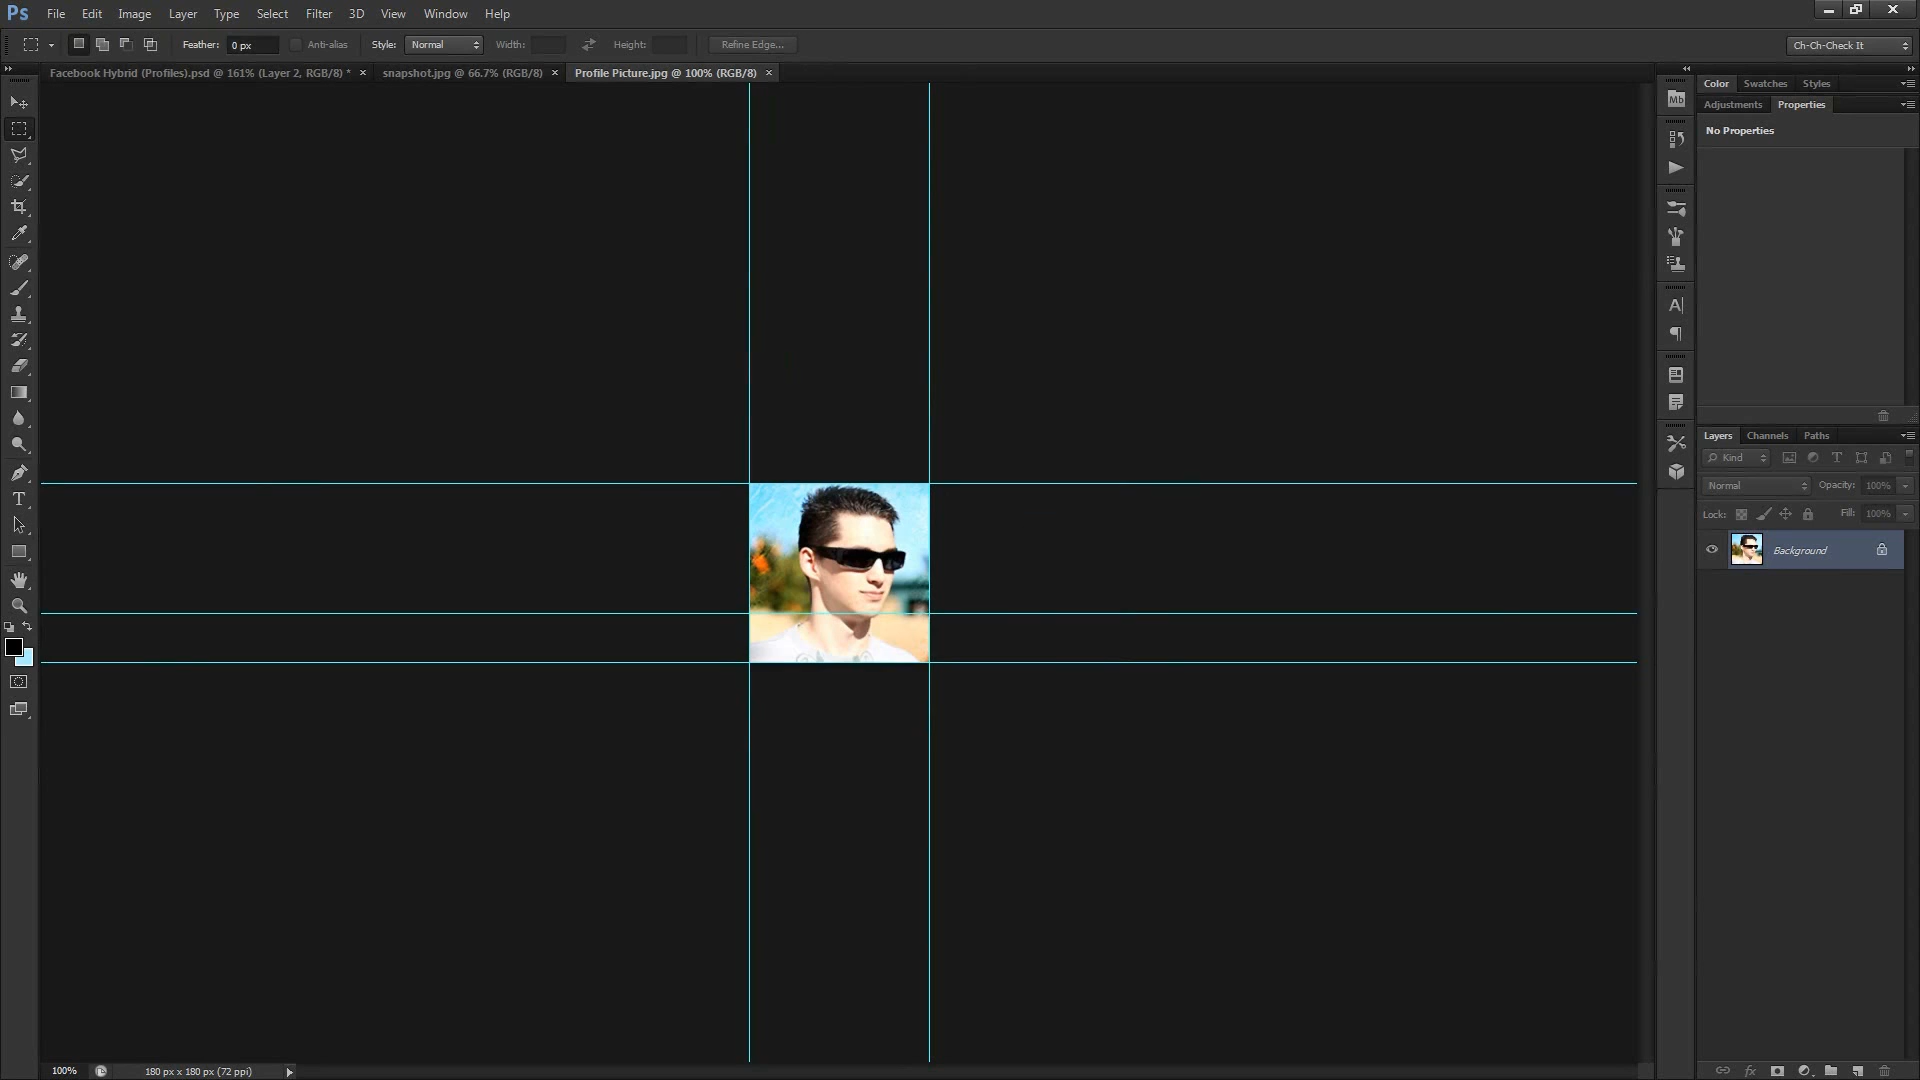 Ps File Edit Image Layer Type Select Filter 3D View Window Help
Feather: 0 px Anti-alias Style: Normal Width: Height: Refine Edge... Ch-Ch-Check It
Facebook Hybrid (Profiles).psd @ 161% (Layer 2, RGB/8) * × snapshot.jpg @ 66.7% (RGB/8) × Profile Picture.jpg @ 100% (RGB/8) ×
Color Swatches Styles
Adjustments Properties
No Properties
Layers Channels Paths
Kind
Normal Opacity: 100%
Lock: Fill: 100%
Background
100% 180 px x 180 px (72 ppi)
Mb
A
T
T
fx